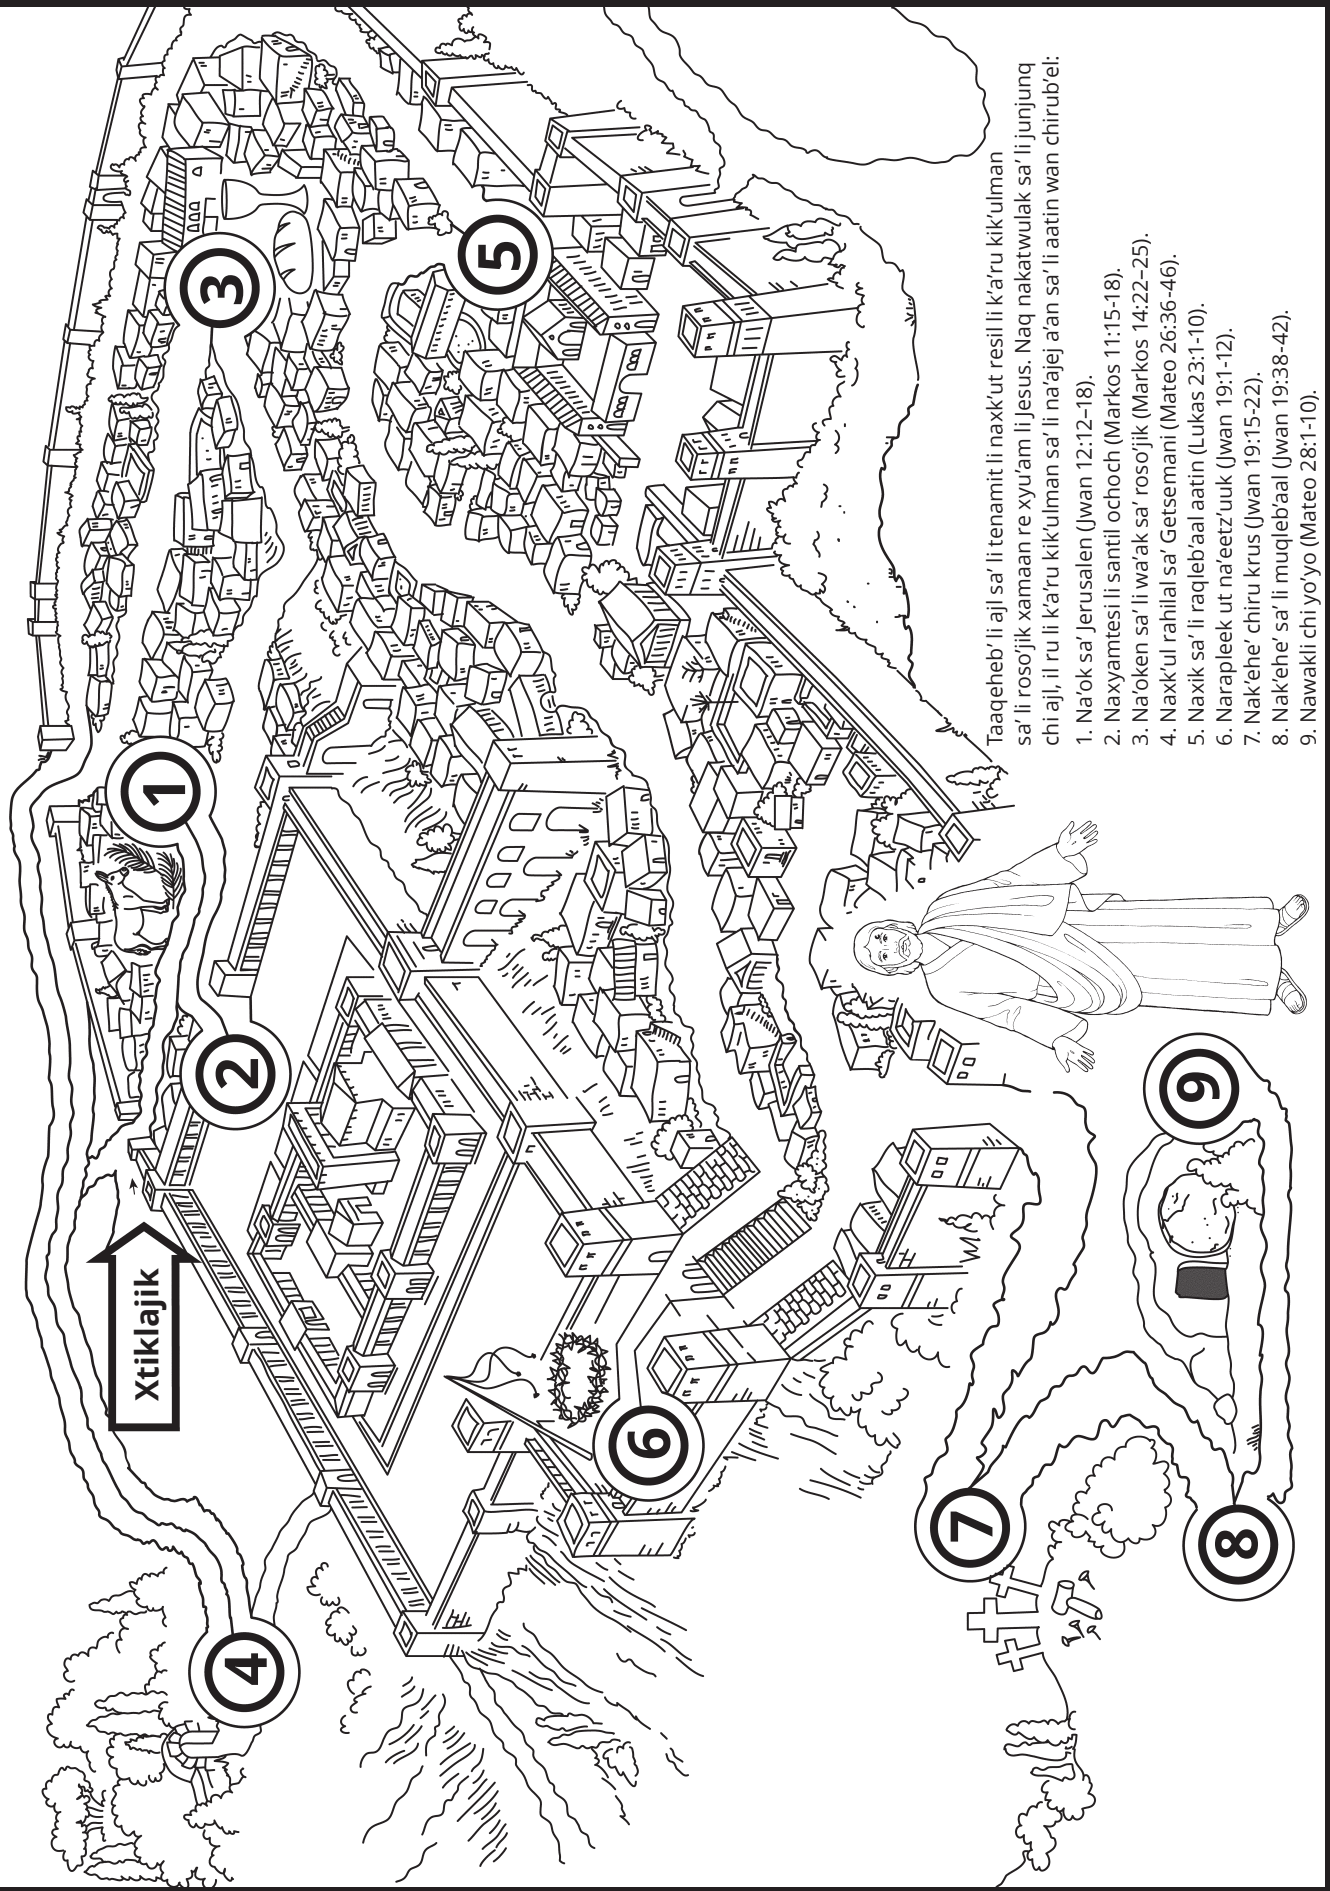 Xtiklajik
1
2
3
4
5
6
7
8
9
Taaqeheb’ li ajl sa’ li tenamit li naxk’ut resil li k’a’ru kik’ulman
sa’ li roso’jik xamaan re xyu’am li Jesus. Naq nakatwulak sa’ li junjunq
chi ajl, il ru li k’a’ru kik’ulman sa’ li na’ajej a’an sa’ li aatin wan chirub’el:
1. Na’ok sa’ Jerusalen (Jwan 12:12–18).
2. Naxyamtesi li santil ochoch (Markos 11:15-18).
3. Na’oken sa’ li wa’ak sa’ roso’jik (Markos 14:22–25).
4. Naxk’ul rahilal sa’ Getsemani (Mateo 26:36-46).
5. Naxik sa’ li raqleb’aal aatin (Lukas 23:1-10).
6. Narapleek ut na’eetz’uuk (Jwan 19:1-12).
7. Nak’ehe’ chiru krus (Jwan 19:15-22).
8. Nak’ehe’ sa’ li muqleb’aal (Jwan 19:38-42).
9. Nawakli chi yo’yo (Mateo 28:1-10).